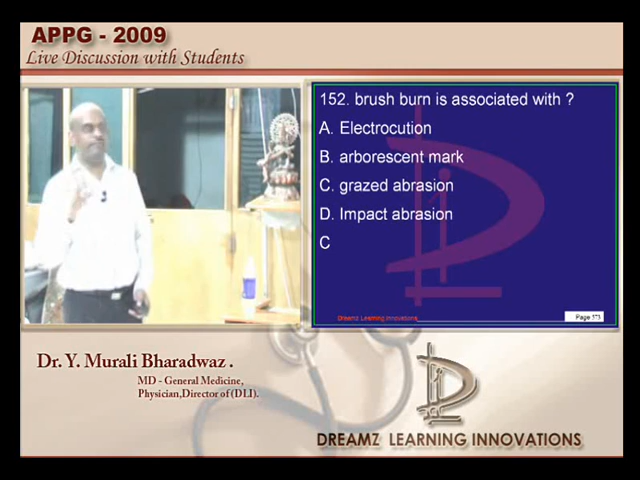 APPG - 2009
Live Discussion with Students
152. brush burn is associated with ?
A. Electrocution
B. arborescent mark
C. grazed abrasion
D. Impact abrasion
C
Dreamz Learning Innovations
Page 573
Dr. Y. Murali Bharadwaz .
MD - General Medicine,
Physician,Director of (DLI).
DREAMZ LEARNING INNOVATIONS